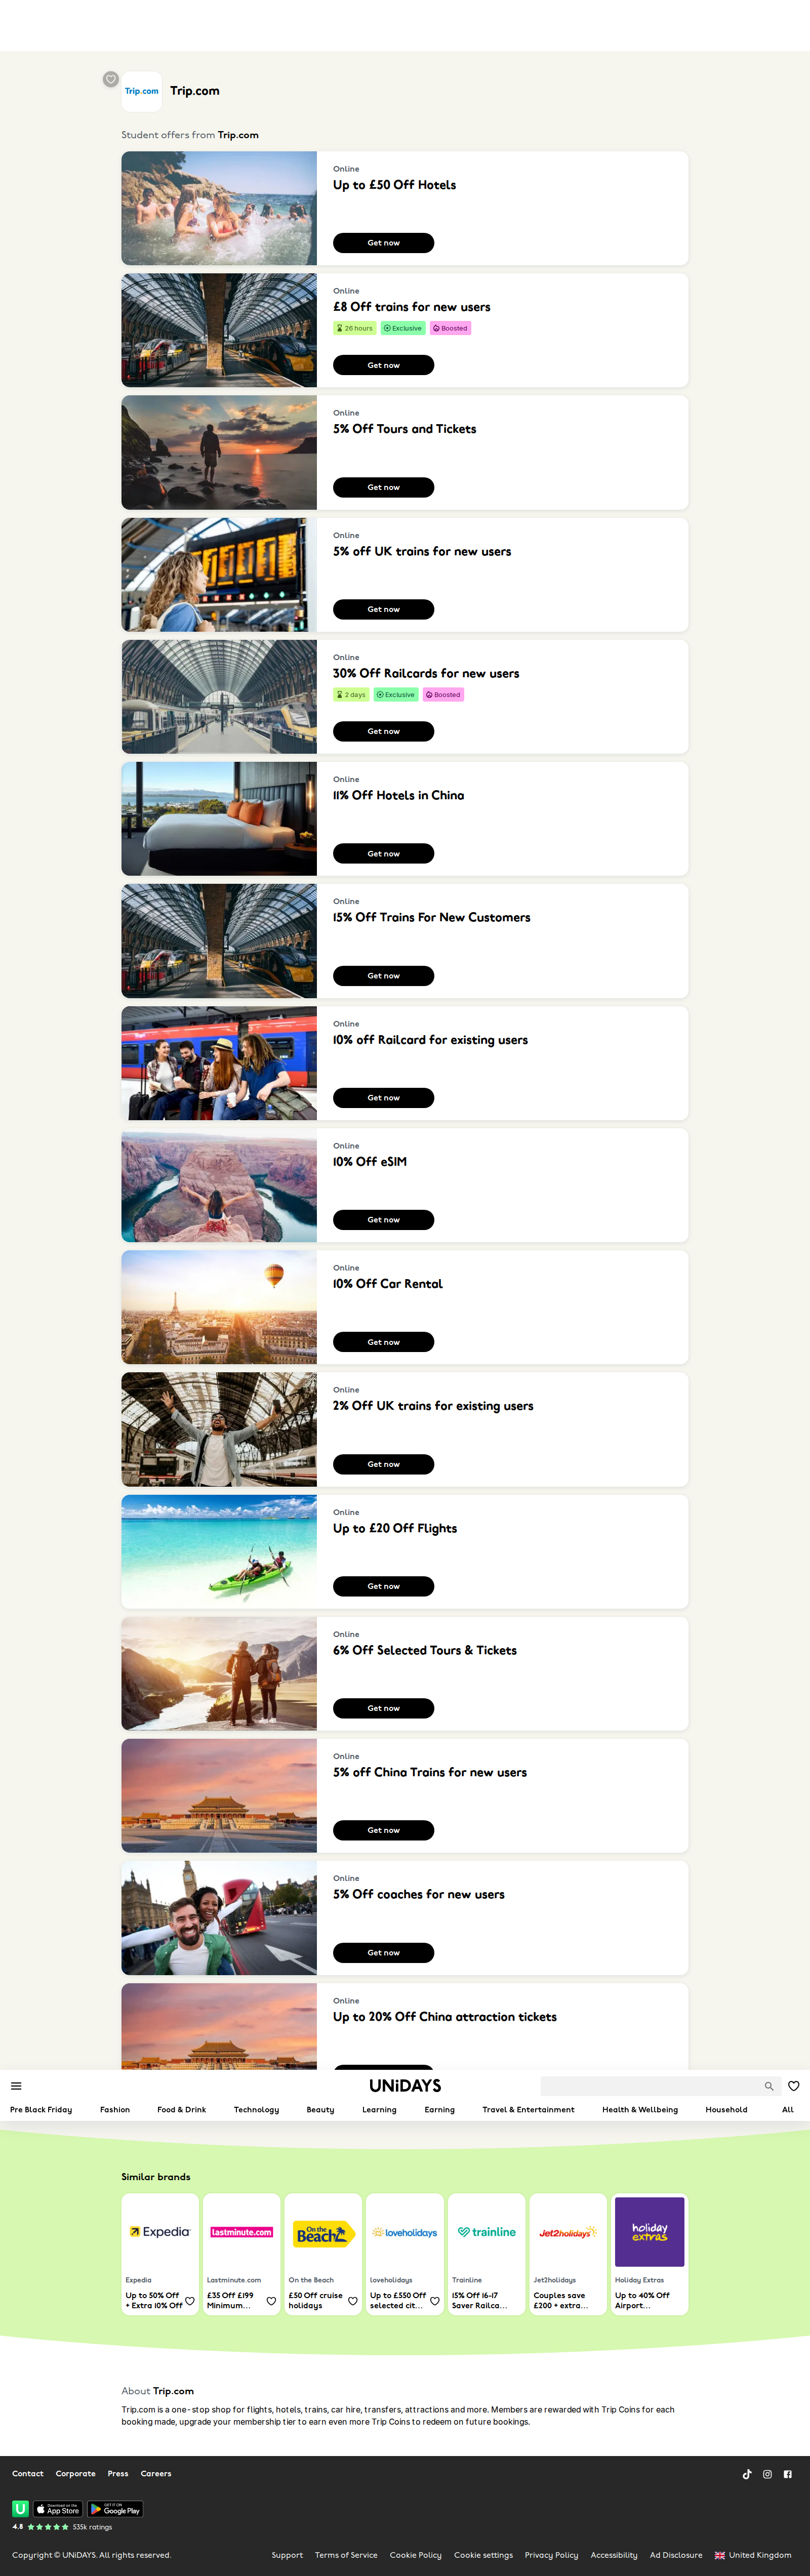 Trip.com
Trip.com
Student offers from Trip.com
Online
Up to £50 Off Hotels
Get now
Online
£8 Off trains for new users
26 hours
Exclusive
Boosted
Get now
Online
5% Off Tours and Tickets
Get now
Online
5% off UK trains for new users
Get now
Online
30% Off Railcards for new users
2 days
Exclusive
Boosted
Get now
Online
11% Off Hotels in China
Get now
Online
15% Off Trains For New Customers
Get now
Online
10% off Railcard for existing users
Get now
Online
10% Off eSIM
Get now
Online
10% Off Car Rental
Get now
Online
2% Off UK trains for existing users
Get now
Online
Up to £20 Off Flights
Get now
Online
6% Off Selected Tours & Tickets
Get now
Online
5% off China Trains for new users
Get now
Online
5% Off coaches for new users
Get now
Online
Up to 20% Off China attraction tickets
UNiDAYS
Pre Black Friday
Fashion
Food & Drink
Technology
Beauty
Learning
Earning
Travel & Entertainment
Health & Wellbeing
Household
All
Similar brands
Expedia
Expedia
Up to 50% Off
+ Extra 10% Off
lastminute.com
Lastminute.com
£35 Off £199
Minimum...
On the Beach
On the Beach
£50 Off cruise
holidays
loveholidays
loveholidays
Up to £550 Off
selected cit...
trainline
Trainline
15% Off 16-17
Saver Railca...
Jet2holidays
Jet2holidays
Couples save
£200 + extra...
holiday
extras
Holiday Extras
Up to 40% Off
Airport...
About Trip.com
Trip.com is a one-stop shop for flights, hotels, trains, car hire, transfers, attractions and more. Members are rewarded with Trip Coins for each
booking made, upgrade your membership tier to earn even more Trip Coins to redeem on future bookings.
Contact
Corporate
Press
Careers
U
Download on the
App Store
GET IT ON
Google Play
4.8
535k ratings
Copyright © UNiDAYS. All rights reserved.
Support
Terms of Service
Cookie Policy
Cookie settings
Privacy Policy
Accessibility
Ad Disclosure
United Kingdom